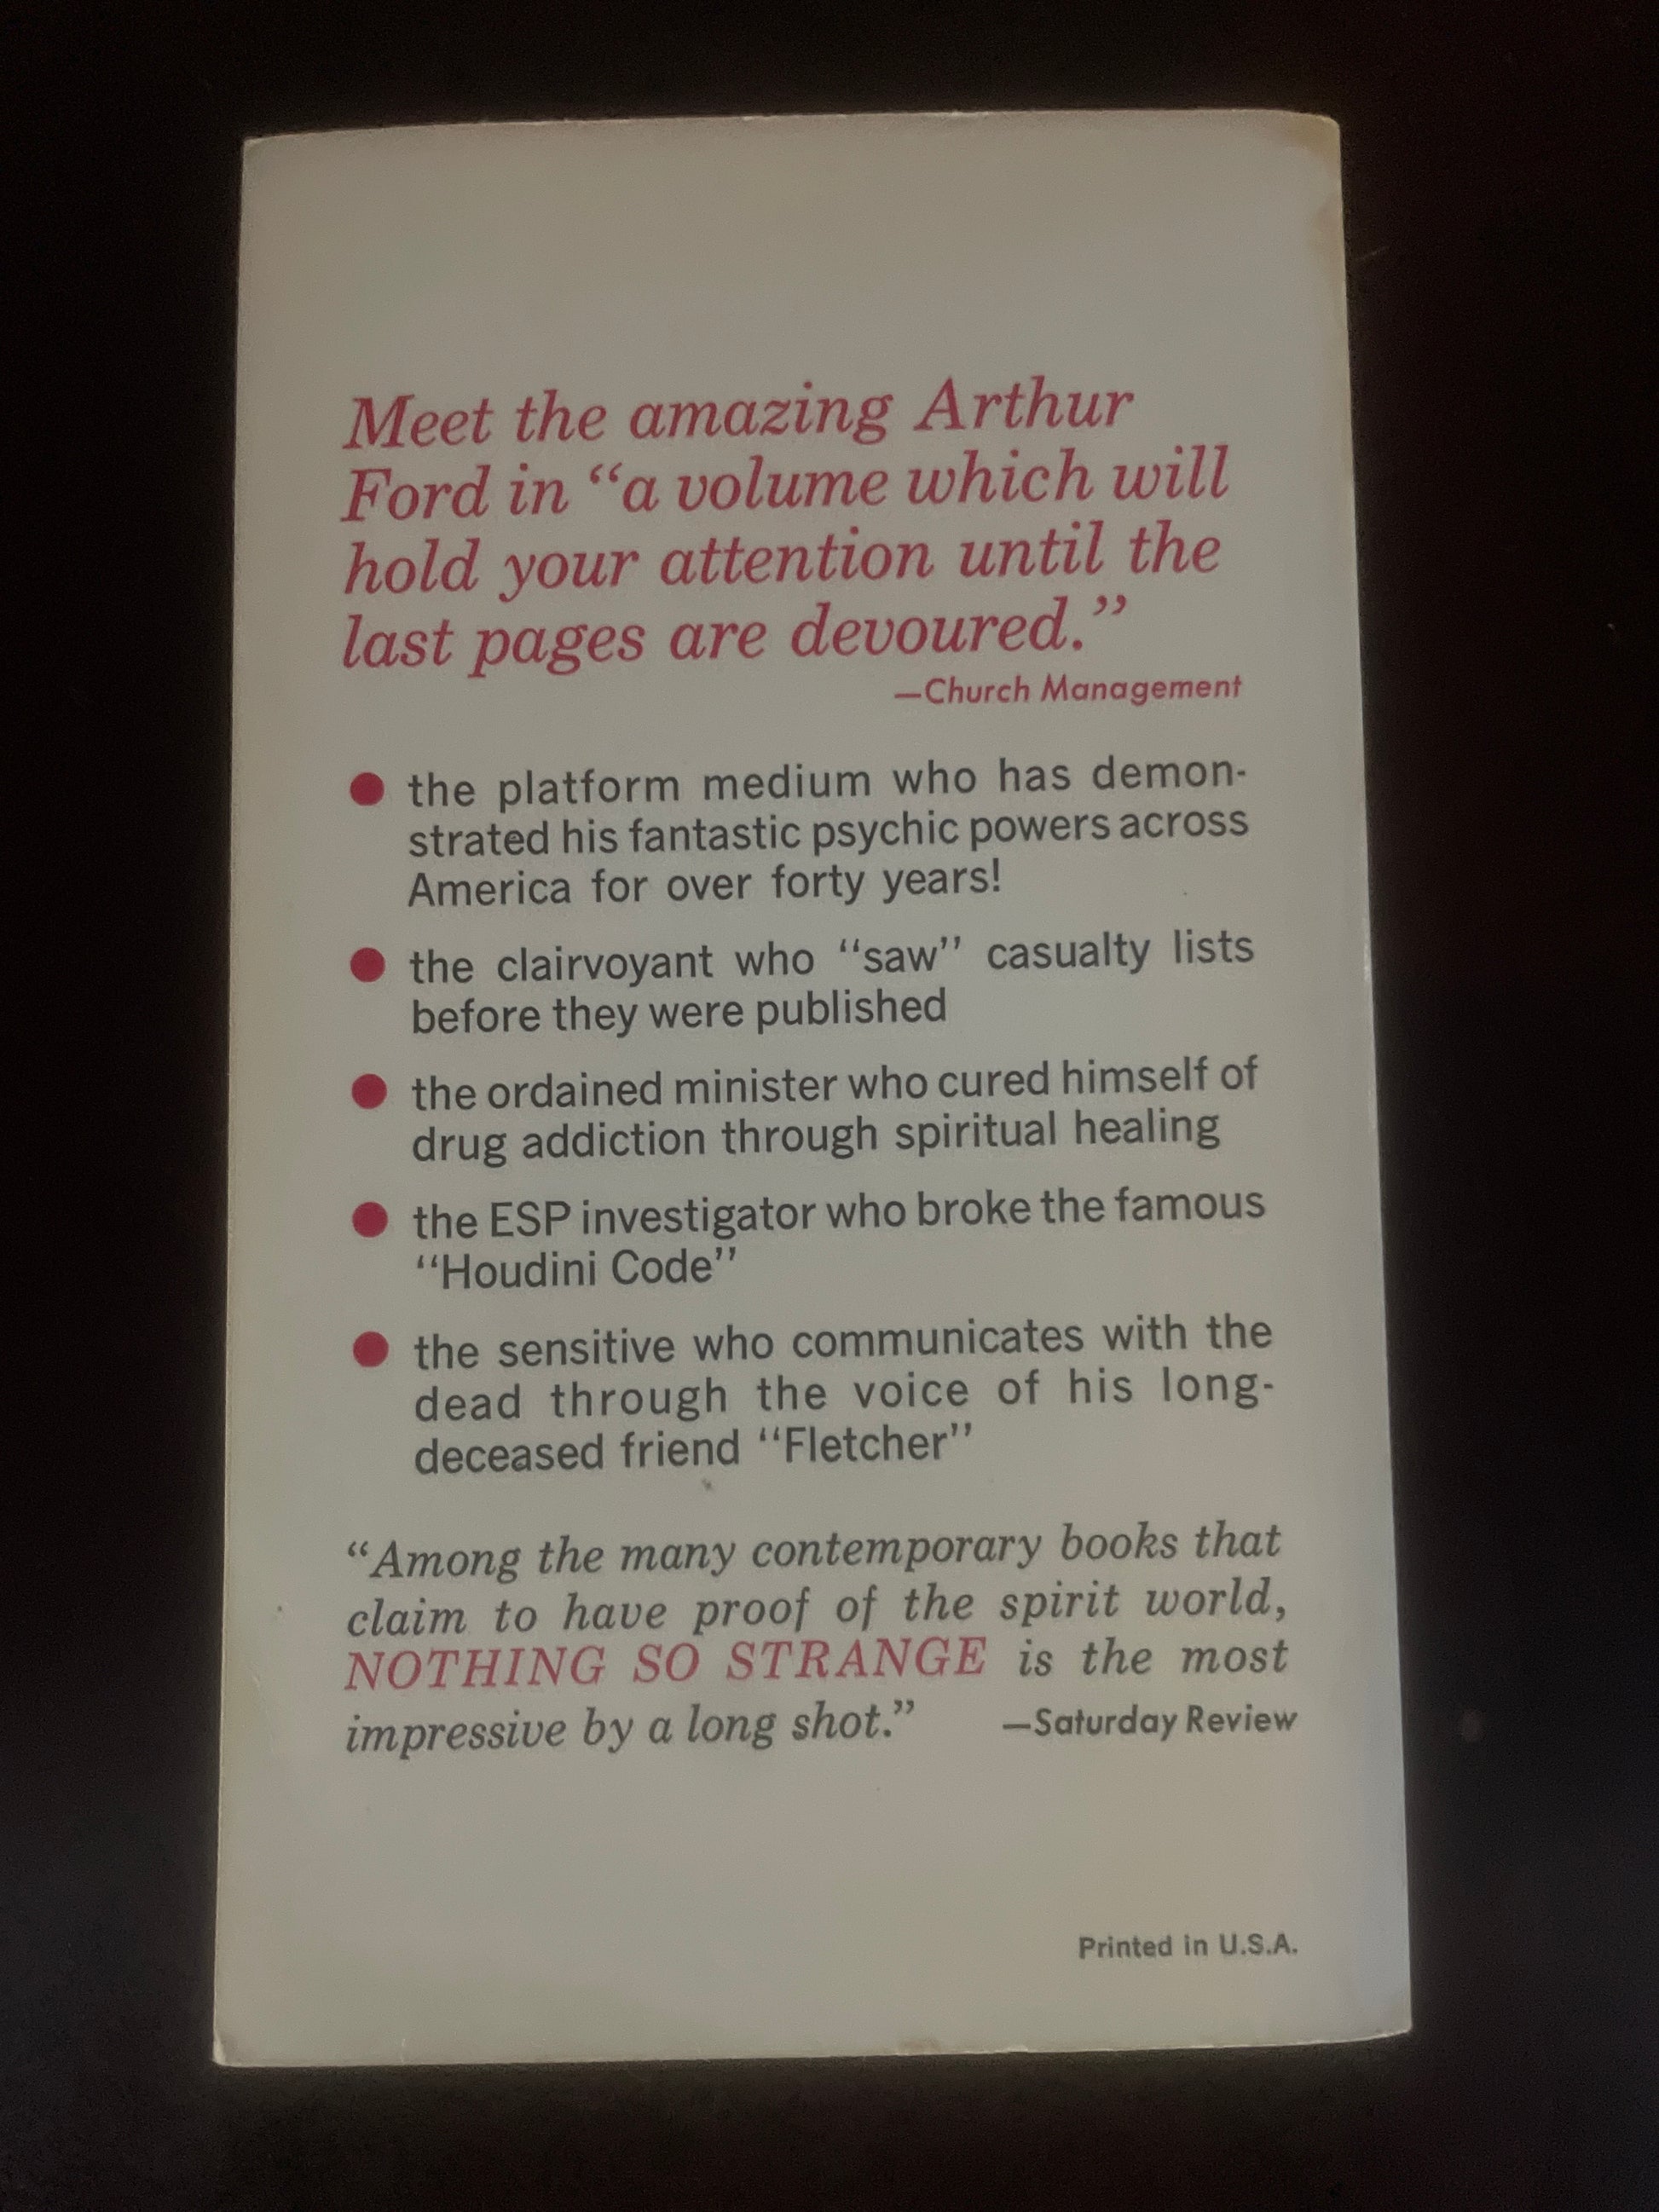 Meet the amazing Arthur
Ford in “a volume which will
hold your attention until the
last pages are devoured.”
—Church Management
● the platform medium who has demon-
strated his fantastic psychic powers across
America for over forty years!
● the clairvoyant who “saw” casualty lists
before they were published
● the ordained minister who cured himself of
drug addiction through spiritual healing
● the ESP investigator who broke the famous
“Houdini Code”
● the sensitive who communicates with the
dead through the voice of his long-
deceased friend “Fletcher”
“Among the many contemporary books that
claim to have proof of the spirit world,
NOTHING SO STRANGE is the most
impressive by a long shot.” —Saturday Review
Printed in U.S.A.